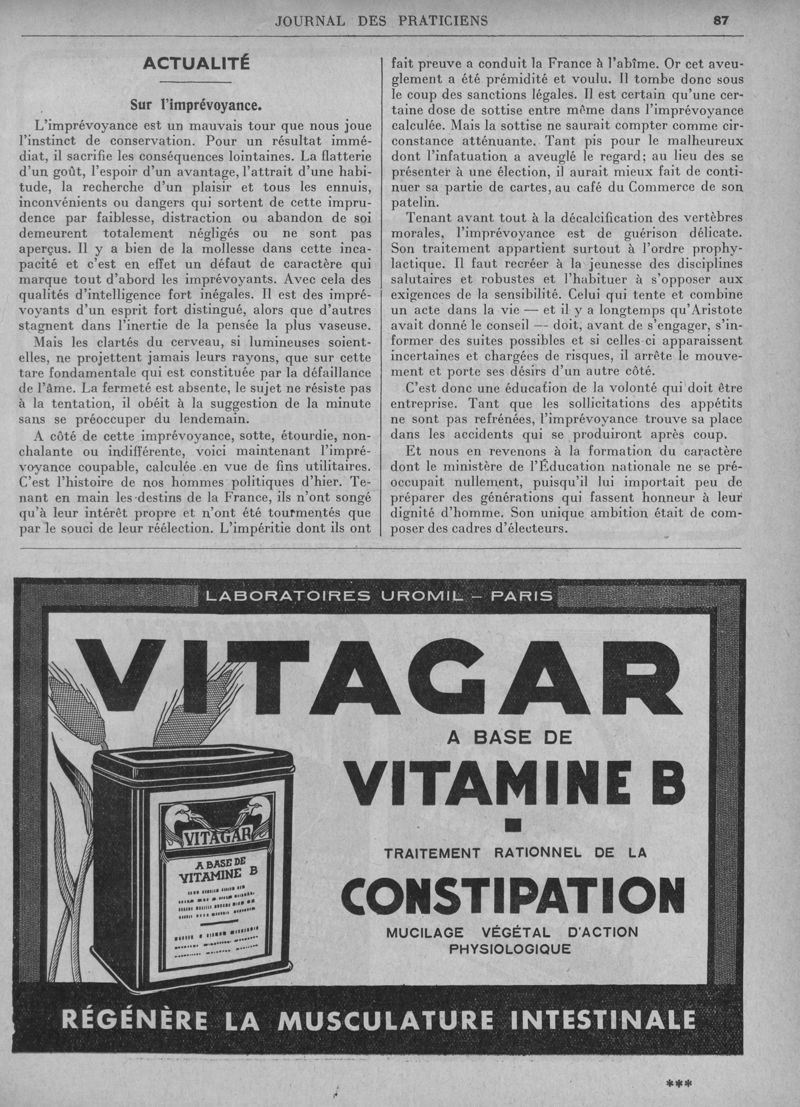 JOURNAL DES PRATICIENS 87
ACTUALITÉ
Sur l'imprévoyance.
L'imprévoyance est un mauvais tour que nous joue
l'instinct de conservation. Pour un résultat immé-
diat, il sacrifie les conséquences lointaines. La flatterie
d'un goût, l'espoir d'un avantage, l'attrait d'une habi-
tude, la recherche d'un plaisir et tous les ennuis,
inconvénients ou dangers qui sortent de cette impru-
dence par faiblesse, distraction ou abandon de soi
demeurent totalement négligés ou ne sont pas
aperçus. Il y a bien de la mollesse dans cette inca-
pacité et c'est en effet un défaut de caractère qui
marque tout d'abord les imprévoyants. Avec cela des
qualités d'intelligence fort inégales. Il est des impré-
voyants d'un esprit fort distingué, alors que d'autres
stagnent dans l'inertie de la pensée la plus vaseuse.
Mais les clartés du cerveau, si lumineuses soient-
elles, ne projettent jamais leurs rayons, que sur cette
tare fondamentale qui est constituée par la défaillance
de l'âme. La fermeté est absente, le sujet ne résiste pas
à la tentation, il obéit à la suggestion de la minute
sans se préoccuper du lendemain.
A côté de cette imprévoyance, sotte, étourdie, non-
chalante ou indifférente, voici maintenant l'impré-
voyance coupable, calculée en vue de fins utilitaires.
C'est l'histoire de nos hommes politiques d'hier. Te-
nant en main les destins de la France, ils n'ont songé
qu'à leur intérêt propre et n'ont été tourmentés que
par le souci de leur réélection. L'impéritie dont ils ont
fait preuve a conduit la France à l'abîme. Or cet aveu-
glement a été prémidité et voulu. Il tombe donc sous
le coup des sanctions légales. Il est certain qu'une cer-
taine dose de sottise entre même dans l'imprévoyance
calculée. Mais la sottise ne saurait compter comme cir-
constance atténuante. Tant pis pour le malheureux
dont l'infatuation a aveuglé le regard; au lieu des se
présenter à une élection, il aurait mieux fait de conti-
nuer sa partie de cartes, au café du Commerce de son
patelin.
Tenant avant tout à la décalcification des vertèbres
morales, l'imprévoyance est de guérison délicate.
Son traitement appartient surtout à l'ordre prophy-
lactique. Il faut recréer à la jeunesse des disciplines
salutaires et robustes et l'habituer à s'opposer aux
exigences de la sensibilité. Celui qui tente et combine
un acte dans la vie — et il y a longtemps qu'Aristote
avait donné le conseil — doit, avant de s'engager, s'in-
former des suites possibles et si celles-ci apparaissent
incertaines et chargées de risques, il arrête le mouve-
ment et porte ses désirs d'un autre côté.
C'est donc une éducation de la volonté qui doit être
entreprise. Tant que les sollicitations des appétits
ne sont pas refrénées, l'imprévoyance trouve sa place
dans les accidents qui se produiront après coup.
Et nous en revenons à la formation du caractère
dont le ministère de l'Éducation nationale ne se pré-
occupait nullement, puisqu'il lui importait peu de
préparer des générations qui fassent honneur à leur
dignité d'homme. Son unique ambition était de com-
poser des cadres d'électeurs.
LABORATOIRES UROMIL – PARIS
VITAGAR
A BASE DE
VITAMINE B
TRAITEMENT RATIONNEL DE LA
CONSTIPATION
MUCILAGE VÉGÉTAL D'ACTION
PHYSIOLOGIQUE
VITAGAR
A BASE DE
VITAMINE B
RÉGÉNÈRE LA MUSCULATURE INTESTINALE
***